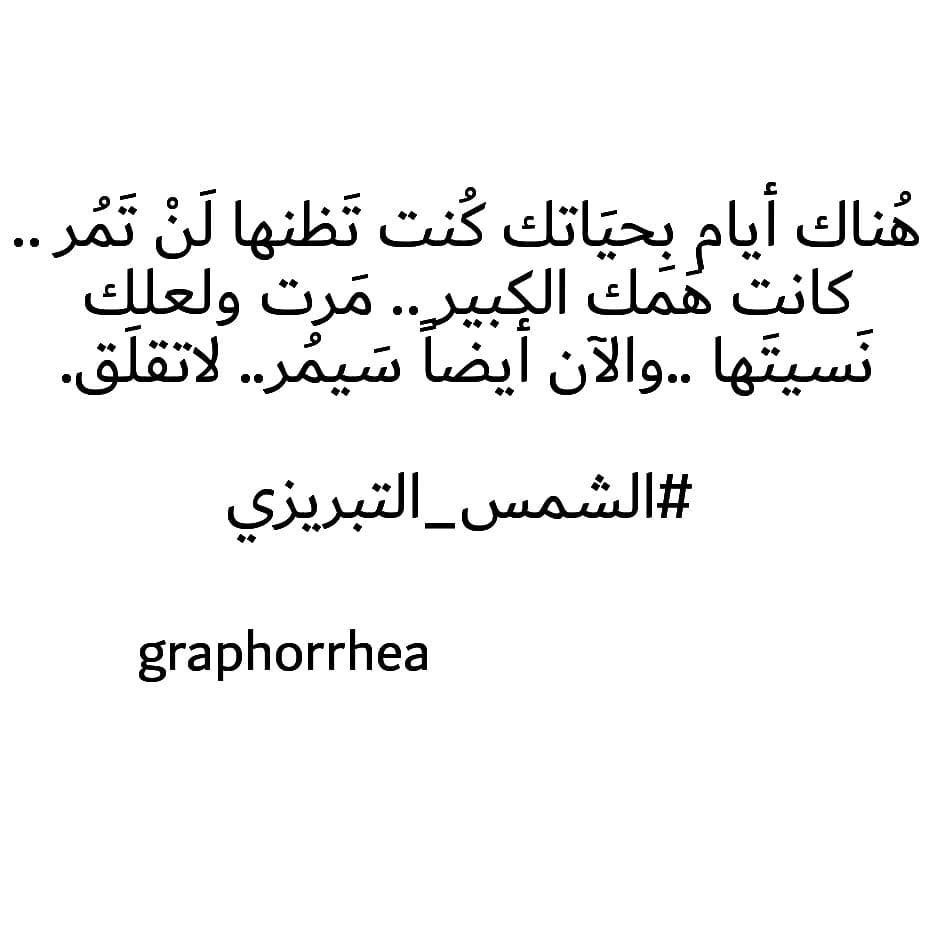 هُناك أيام بِحيَاتك كُنت تَظنها لَنْ تَمُر ..
كانت هَمك الكبير .. مَرت ولعلك
نَسيتَها ..والآن أيضاً سَيمُر.. لاتقلَق.
#الشمس_التبريزي
graphorrhea